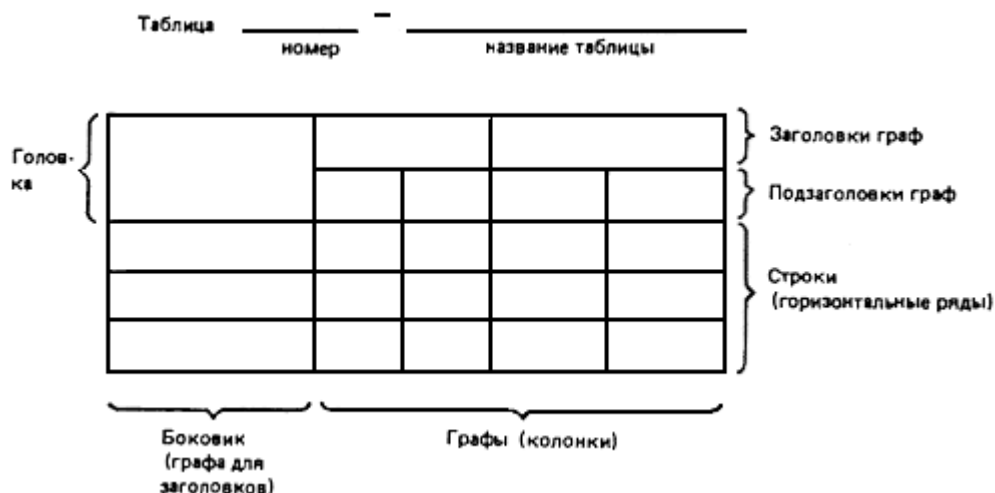 Таблица –
номер название таблицы
Голов-
ка
Заголовки граф
Подзаголовки граф
Строки
(горизонтальные ряды)
Боковик
(графа для
заголовков)
Графы (колонки)